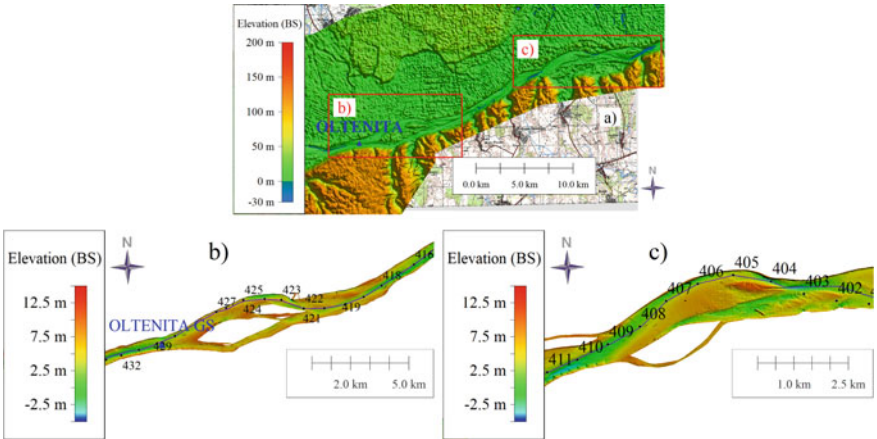 Elevation (BS)
200 m
150 m
100 m
50 m
0 m
-30 m
c)
b)
OLTENITA
a)
0.0 km 5.0 km 10.0 km
N
Elevation (BS)
12.5 m
7.5 m
2.5 m
-2.5 m
N
b)
OLTENITA GS
432
429
427
425
424
423
422
421
419
418
416
2.0 km 5.0 km
Elevation (BS)
12.5 m
7.5 m
2.5 m
-2.5 m
N
c)
411
410
409
408
407
406
405
404
403
402
1.0 km 2.5 km